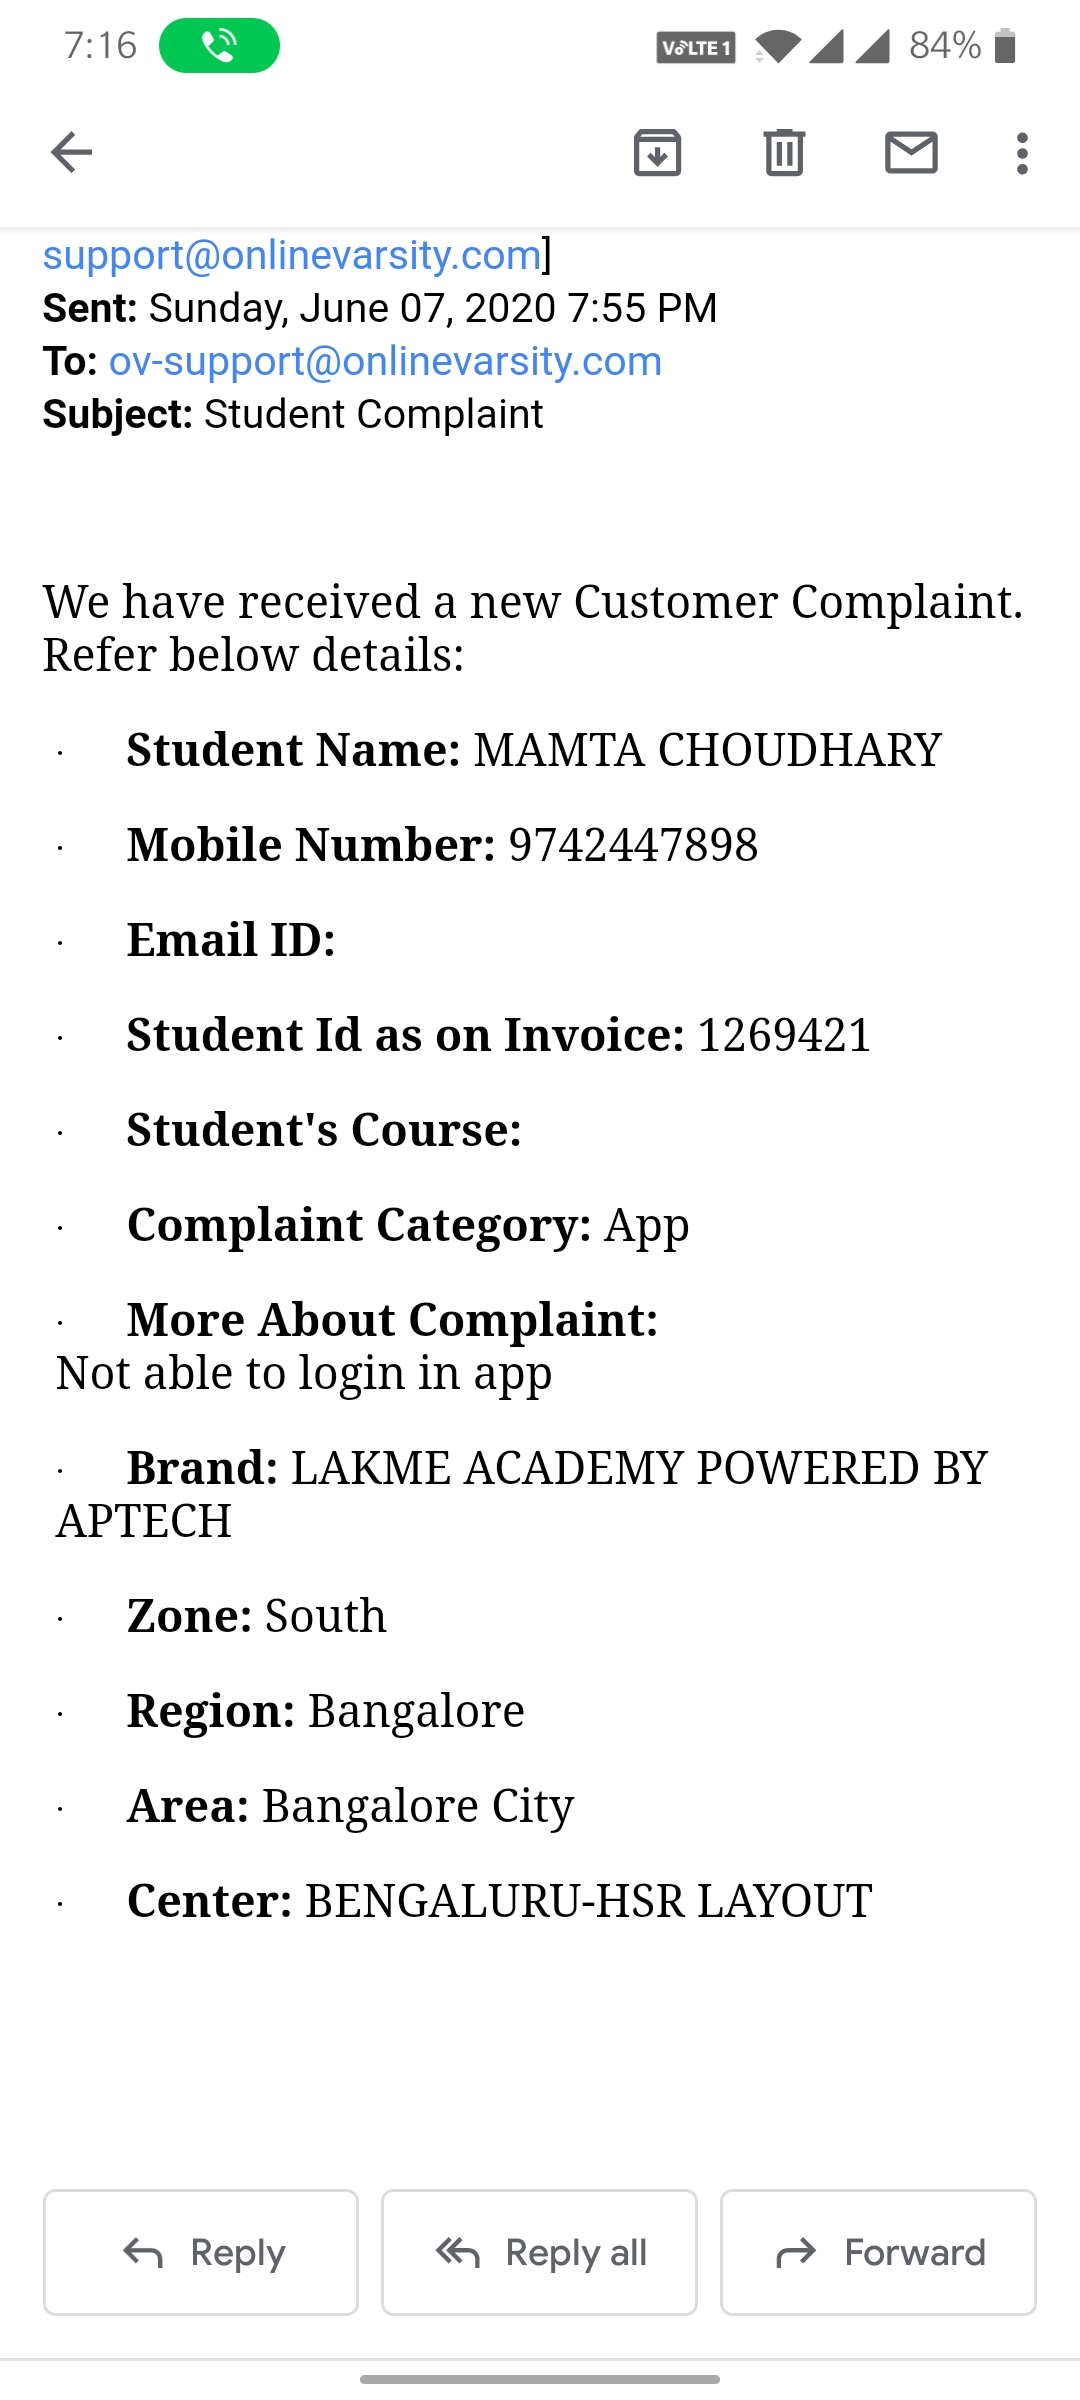 7:16
VoLTE 1
84%
support@onlinevarsity.com]
Sent: Sunday, June 07, 2020 7:55 PM
To: ov-support@onlinevarsity.com
Subject: Student Complaint
We have received a new Customer Complaint.
Refer below details:
· Student Name: MAMTA CHOUDHARY
· Mobile Number: 9742447898
· Email ID:
· Student Id as on Invoice: 1269421
· Student's Course:
· Complaint Category: App
· More About Complaint:
Not able to login in app
· Brand: LAKME ACADEMY POWERED BY
APTECH
· Zone: South
· Region: Bangalore
· Area: Bangalore City
· Center: BENGALURU-HSR LAYOUT
Reply
Reply all
Forward